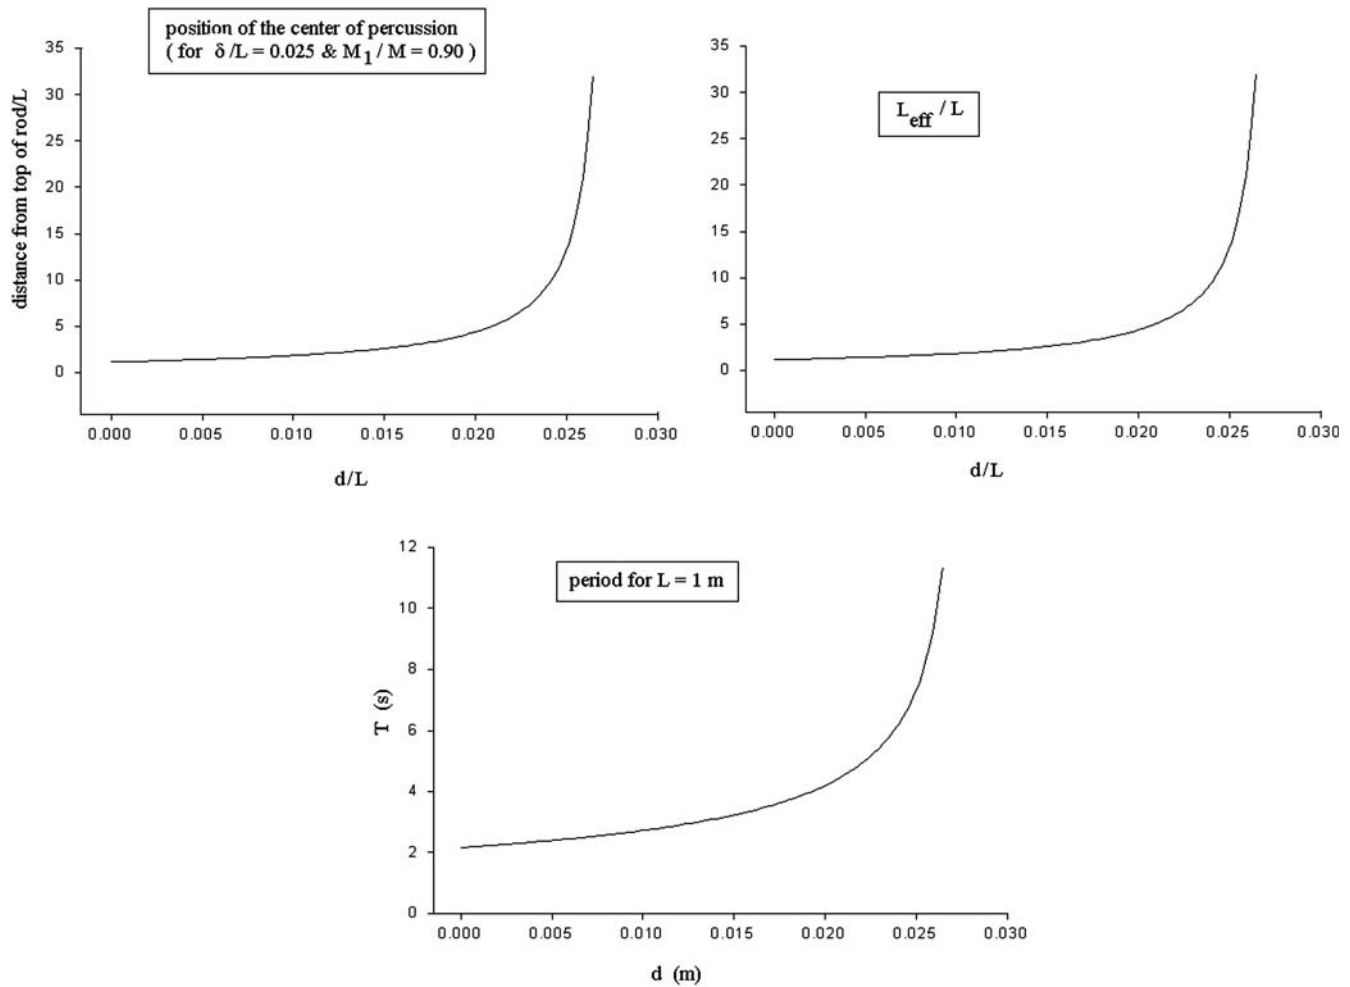 position of the center of percussion
( for δ /L = 0.025 & M1 / M = 0.90 )
distance from top of rod/L
35
30
25
20
15
10
5
0
0.000 0.005 0.010 0.015 0.020 0.025 0.030
d/L
Leff / L
35
30
25
20
15
10
5
0
0.000 0.005 0.010 0.015 0.020 0.025 0.030
d/L
period for L = 1 m
T (s)
12
10
8
6
4
2
0
0.000 0.005 0.010 0.015 0.020 0.025 0.030
d (m)